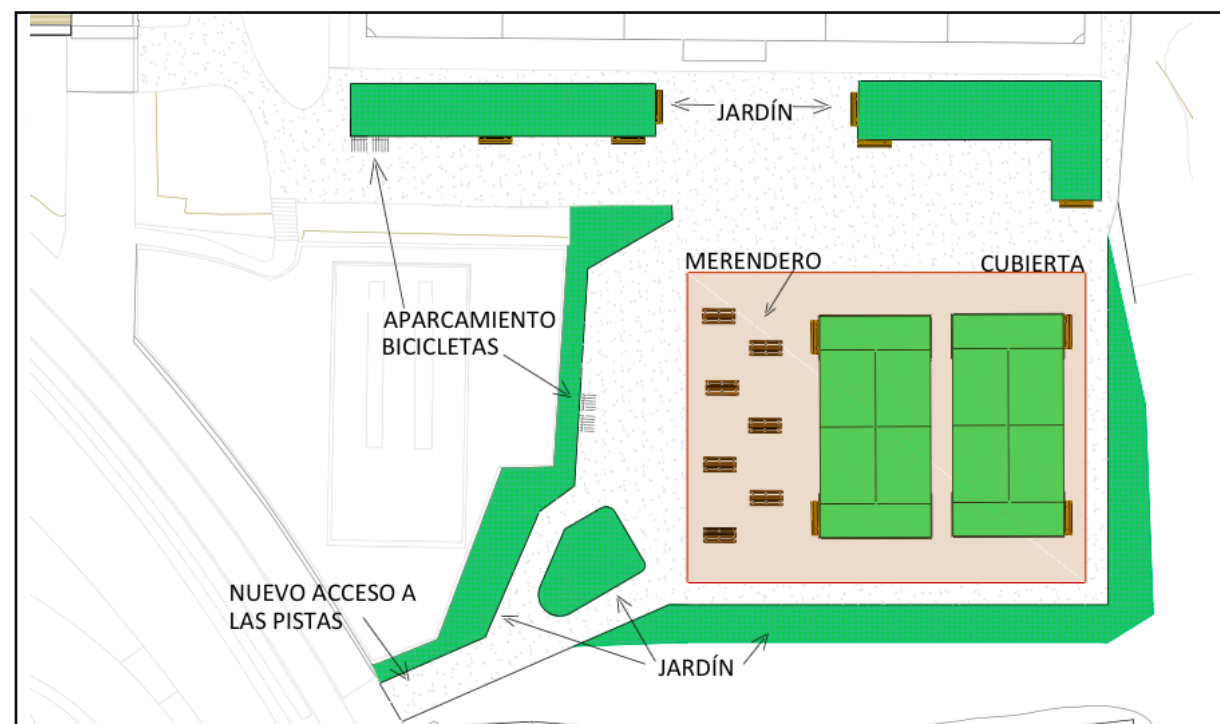 JARDÍN
MERENDERO
CUBIERTA
APARCAMIENTO
BICICLETAS
NUEVO ACCESO A
LAS PISTAS
JARDÍN